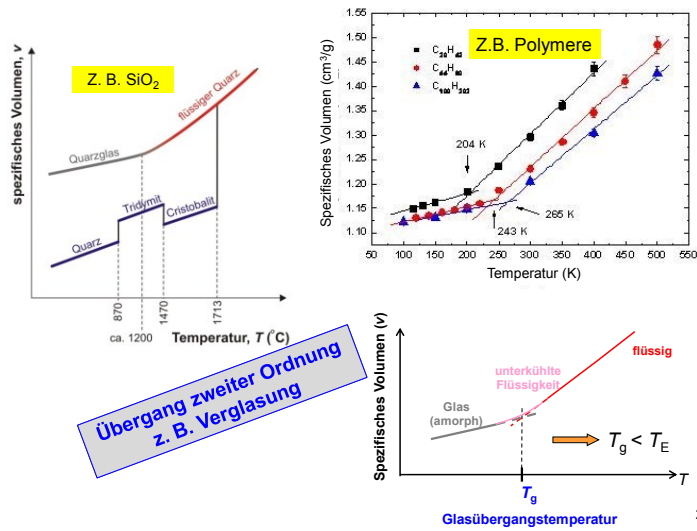 Z. B. SiO₂
spezifisches Volumen, v
flüssiger Quarz
Quarzglas
Tridymit
Cristobalit
Quarz
870
1470
1713
ca. 1200
Temperatur, T (°C)
Z.B. Polymere
Spezifisches Volumen (cm³/g)
1.55
1.50
1.45
1.40
1.35
1.30
1.25
1.20
1.15
1.10
204 K
243 K
265 K
50 100 150 200 250 300 350 400 450 500 550
Temperatur (K)
Übergang zweiter Ordnung
z. B. Verglasung
Spezifisches Volumen (v)
flüssig
unterkühlte
Flüssigkeit
Glas
(amorph)
Tg < TE
T
Tg
Glasübergangstemperatur